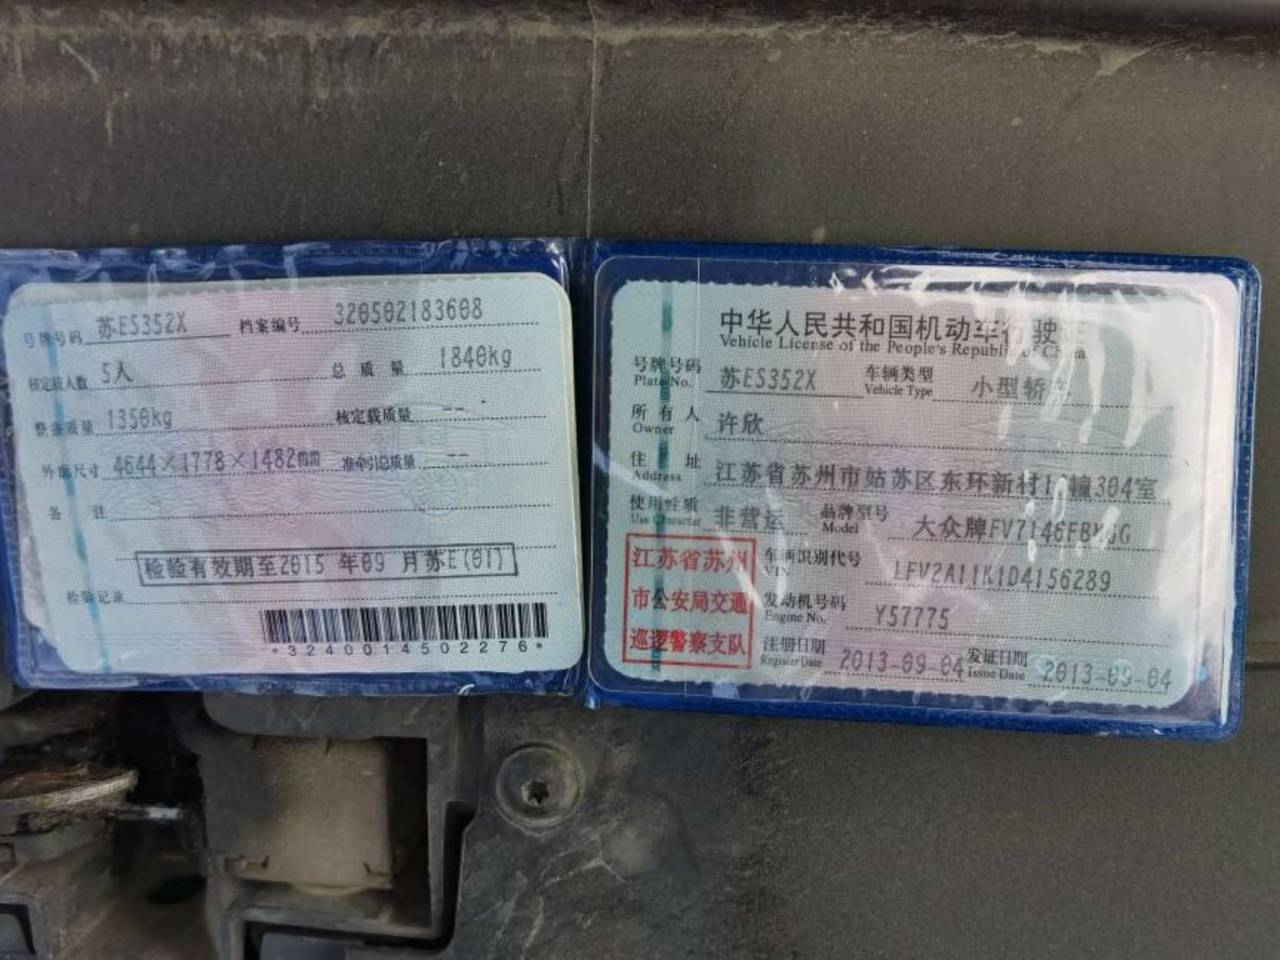 号牌号码 苏ES352X 档案编号 320502183608
核定载人数 5人 总质量 1840kg
整备质量 1350kg 核定载质量 --
外廓尺寸 4644×1778×1482mm 准牵引总质量 --
备注
检验有效期至2015 年09 月苏E(01)
检验记录
*3240014502276*
中华人民共和国机动车行驶证
Vehicle License of the People's Republic of China
号牌号码 苏ES352X 车辆类型 小型轿车
Plate No. Vehicle Type
所有人 许欣
Owner
住址 江苏省苏州市姑苏区东环新村 幢304室
Address
使用性质 非营运 品牌型号 大众牌
Use Character Model
江苏省苏州
市公安局交通
巡逻警察支队
车辆识别代号 LFV2A11K1D4156289
VIN
发动机号码 Y57775
Engine No.
注册日期 2013-09-04 发证日期 2013-09-04
Register Date Issue Date